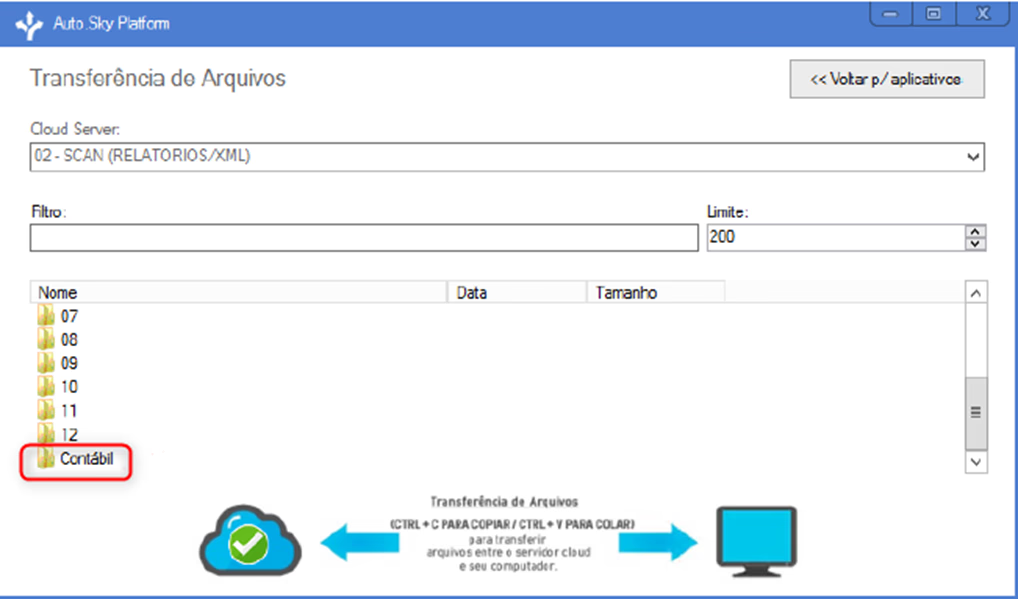 Auto.Sky Platform
Transferência de Arquivos
<< Voltar p/ aplicativos
Cloud Server:
02 - SCAN (RELATORIOS/XML)
Filtro:
Limite:
200
Nome Data Tamanho
07
08
09
10
11
12
Contábil
Transferência de Arquivos
(CTRL + C PARA COPIAR / CTRL + V PARA COLAR)
para transferir
arquivos entre o servidor cloud
e seu computador.